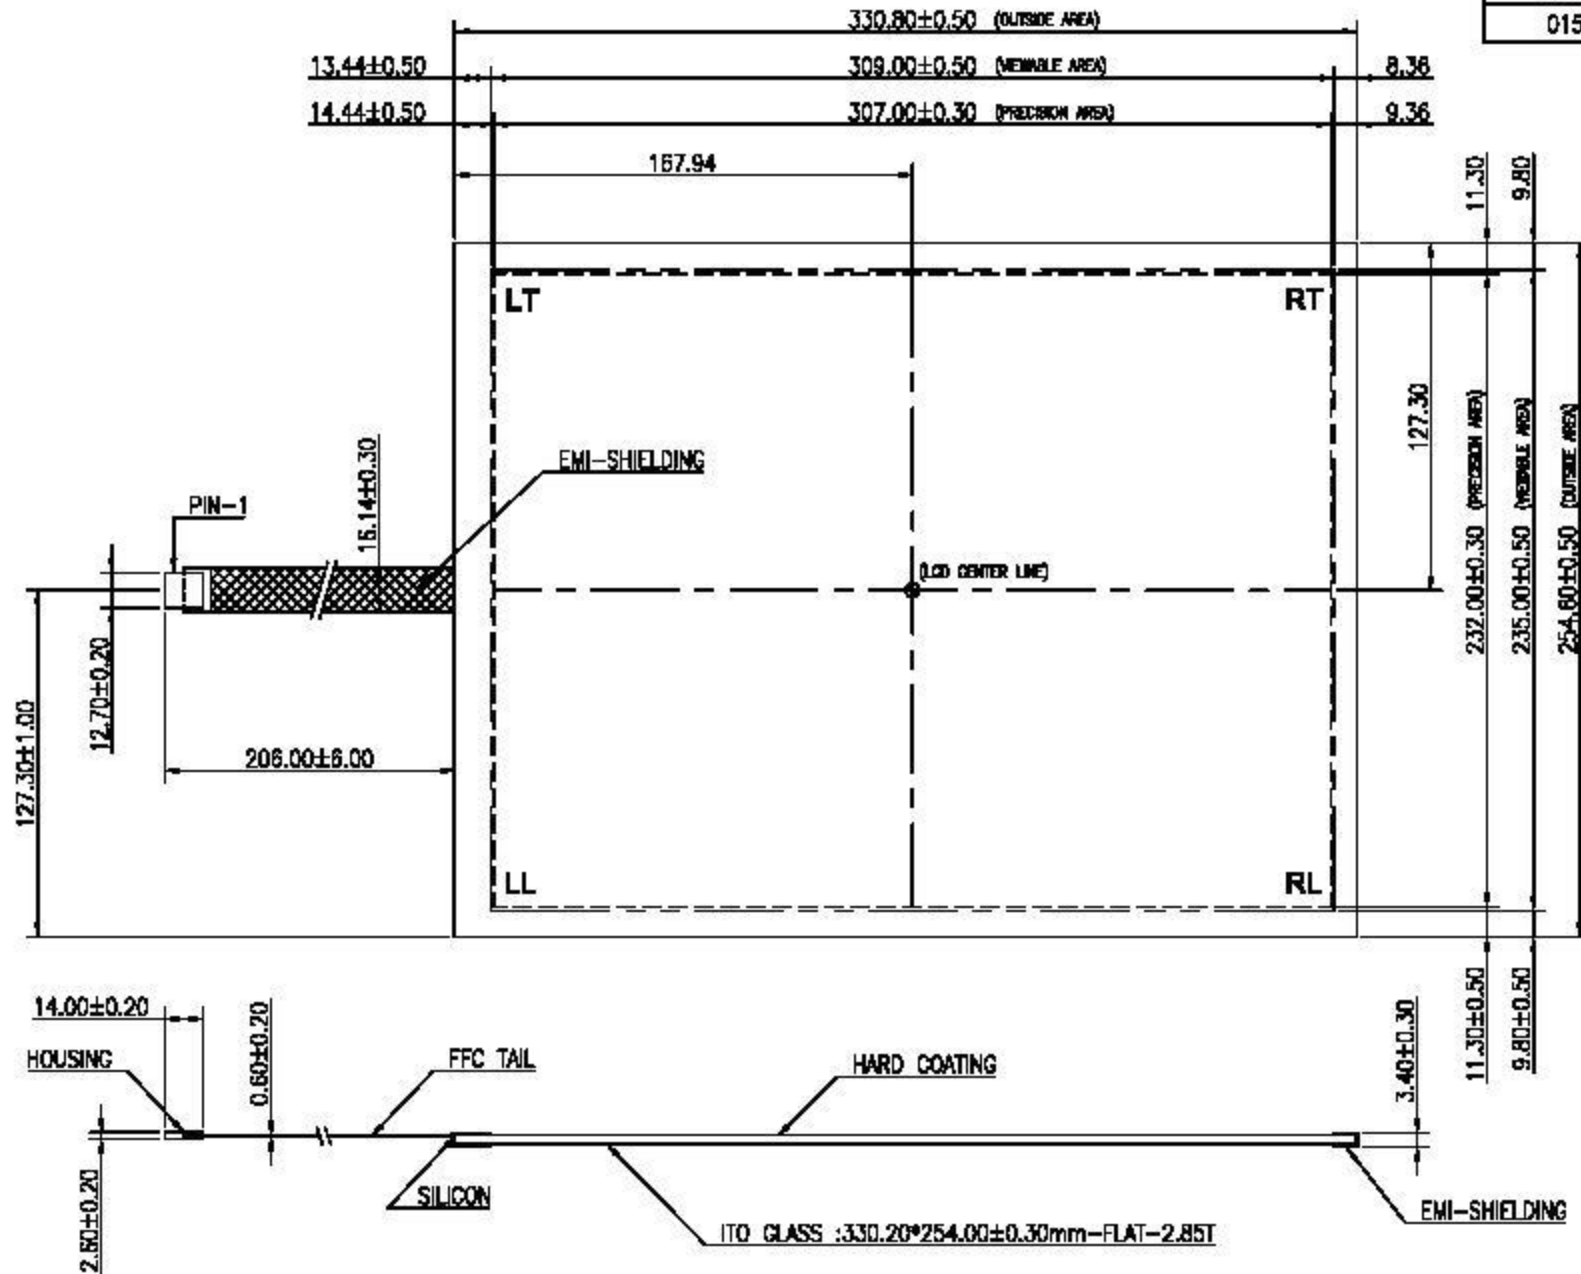 330.80±0.50 (OUTSIDE AREA)
015
13.44±0.50
309.00±0.50 (VIEWABLE AREA)
8.36
14.44±0.50
307.00±0.30 (PRECISION AREA)
9.36
167.94
11.30
9.80
LT
RT
127.30
232.00±0.30 (PRECISION AREA)
235.00±0.50 (VIEWABLE AREA)
254.60±0.50 (OUTSIDE AREA)
EMI-SHIELDING
16.14±0.30
PIN-1
(LCD CENTER LINE)
12.70±0.20
127.30±1.00
206.00±6.00
LL
RL
11.30±0.50
9.80±0.50
14.00±0.20
0.60±0.20
3.40±0.30
HOUSING
FFC TAIL
HARD COATING
2.60±0.20
SILICON
EMI-SHIELDING
ITO GLASS :330.20*254.00±0.30mm-FLAT-2.85T